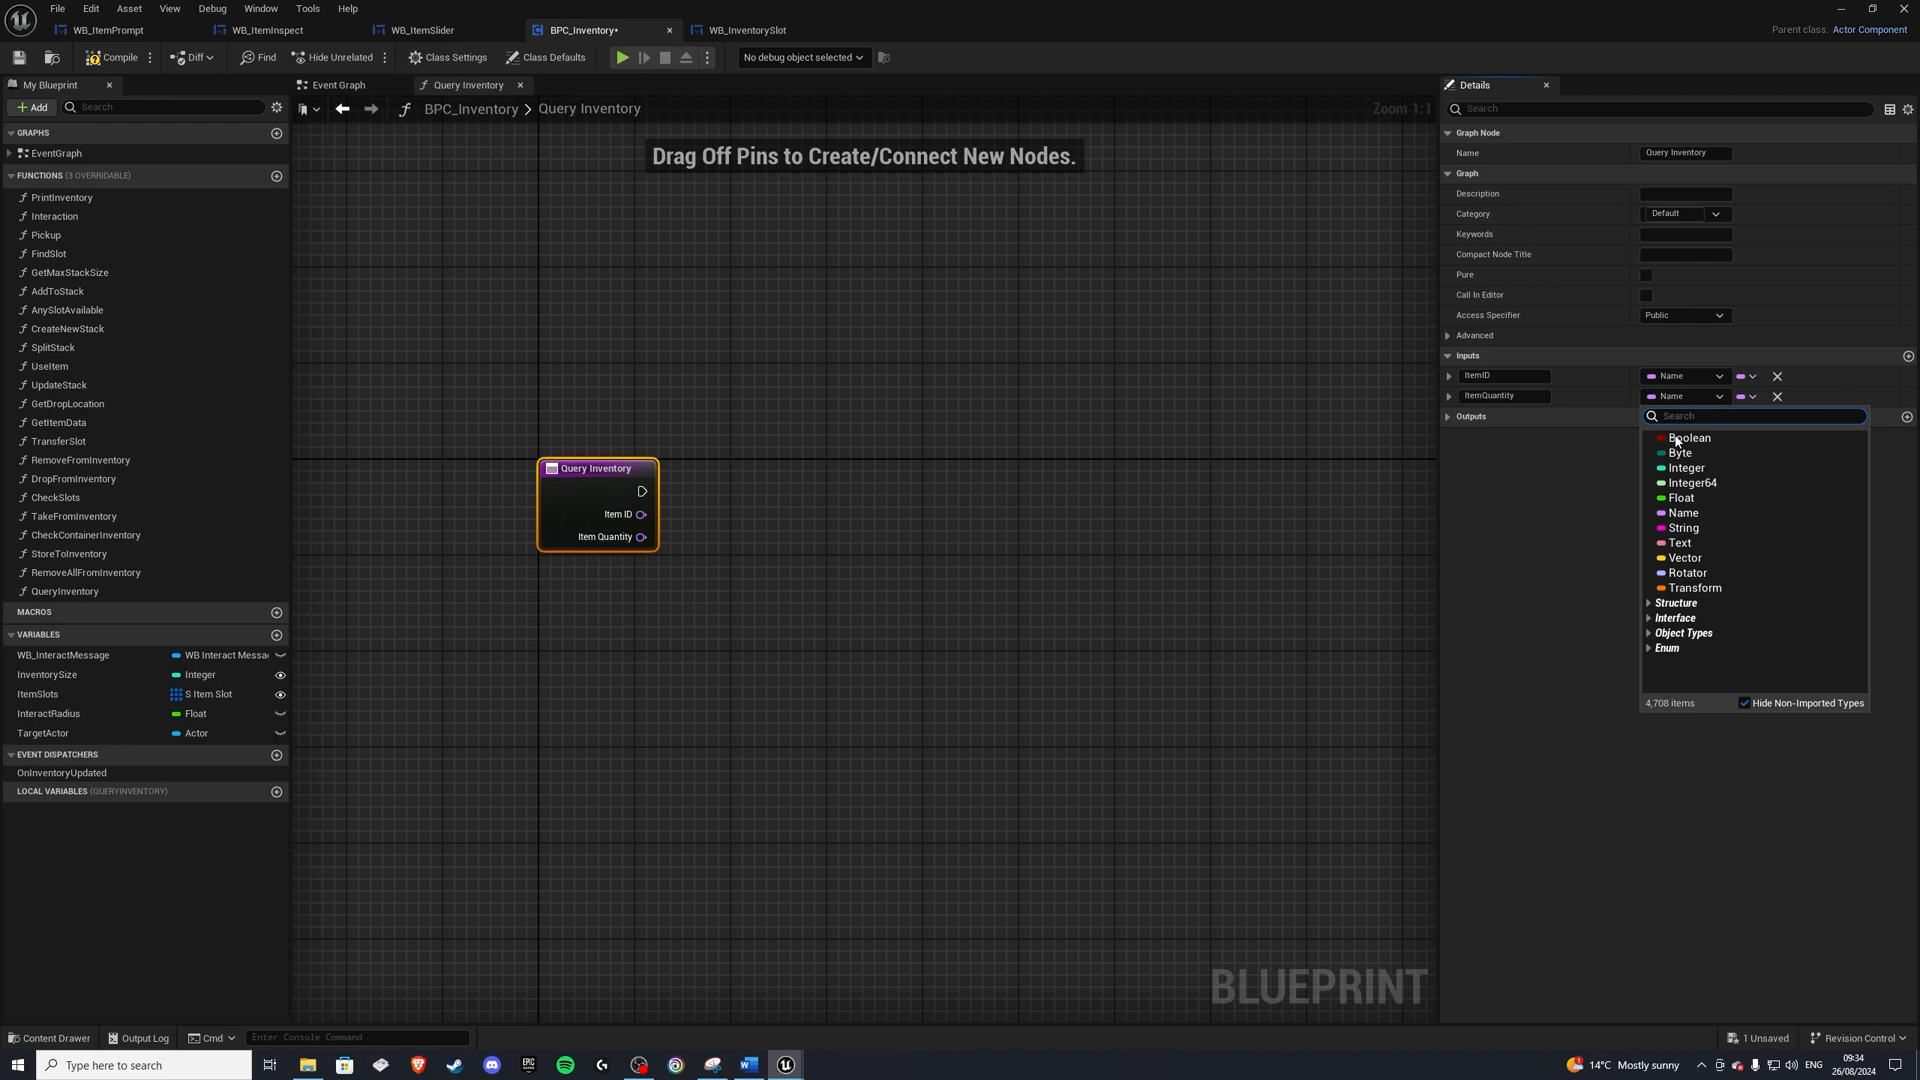 File Edit Asset View Debug Window Tools Help
WB_ItemPrompt WB_ItemInspect WB_ItemSlider BPC_Inventory• WB_InventorySlot
Parent class: Actor Component
Compile Diff Find Hide Unrelated Class Settings Class Defaults No debug object selected
My Blueprint
Add Search
GRAPHS
EventGraph
FUNCTIONS (3 OVERRIDABLE)
PrintInventory
Interaction
Pickup
FindSlot
GetMaxStackSize
AddToStack
AnySlotAvailable
CreateNewStack
SplitStack
UseItem
UpdateStack
GetDropLocation
GetItemData
TransferSlot
RemoveFromInventory
DropFromInventory
CheckSlots
TakeFromInventory
CheckContainerInventory
StoreToInventory
RemoveAllFromInventory
QueryInventory
MACROS
VARIABLES
WB_InteractMessage WB Interact Messa
InventorySize Integer
ItemSlots S Item Slot
InteractRadius Float
TargetActor Actor
EVENT DISPATCHERS
OnInventoryUpdated
LOCAL VARIABLES (QUERYINVENTORY)
Event Graph Query Inventory
BPC_Inventory > Query Inventory
Zoom 1:1
Drag Off Pins to Create/Connect New Nodes.
Query Inventory
Item ID
Item Quantity
BLUEPRINT
Details
Search
Graph Node
Name Query Inventory
Graph
Description
Category Default
Keywords
Compact Node Title
Pure
Call In Editor
Access Specifier Public
Advanced
Inputs
ItemID Name
ItemQuantity Name
Outputs
Search
Boolean
Byte
Integer
Integer64
Float
Name
String
Text
Vector
Rotator
Transform
Structure
Interface
Object Types
Enum
4,708 items Hide Non-Imported Types
Content Drawer Output Log Cmd Enter Console Command
1 Unsaved Revision Control
Type here to search
EPIC GAMES
14°C Mostly sunny ENG 09:34
26/08/2024